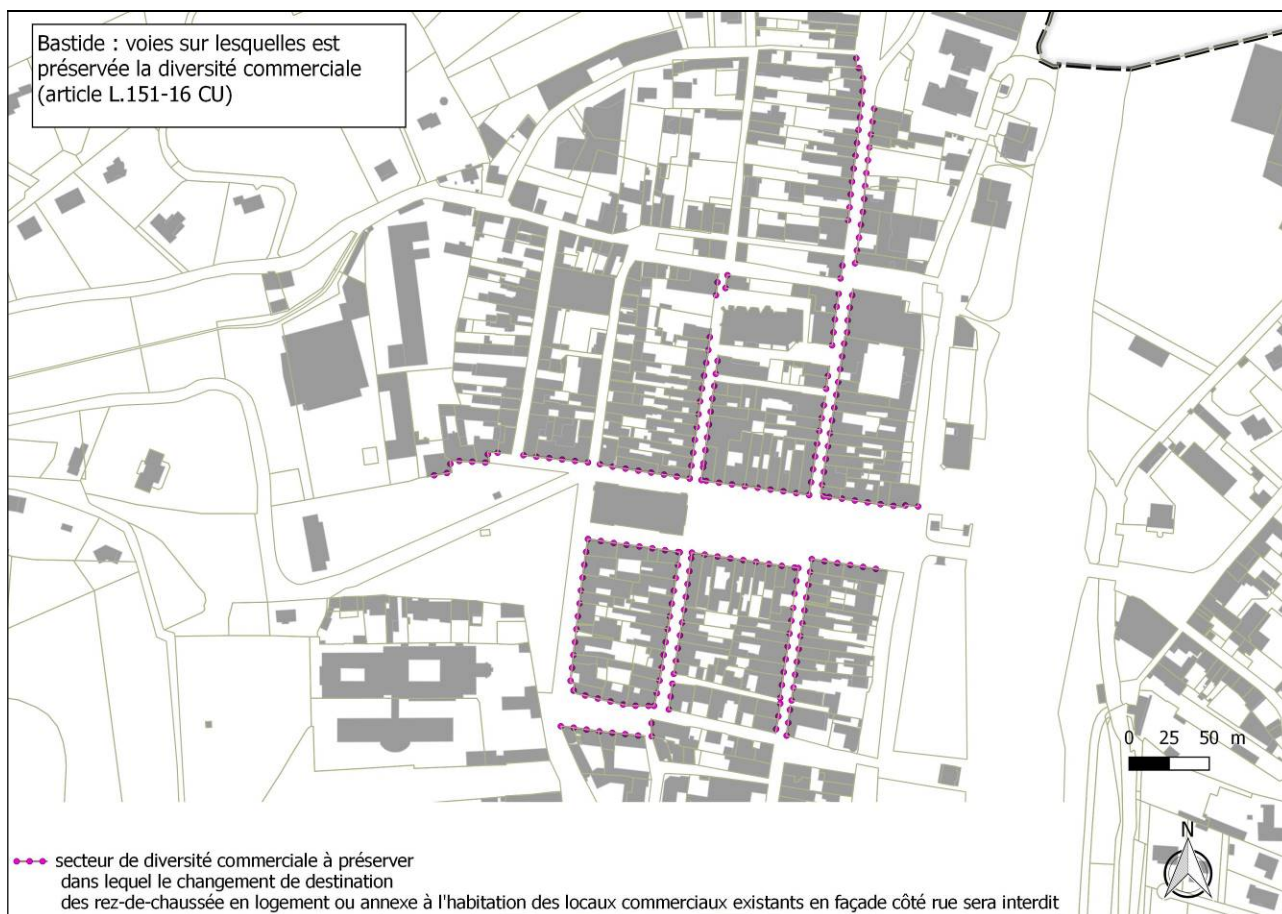 Bastide : voies sur lesquelles est
préservée la diversité commerciale
(article L.151-16 CU)
0 25 50 m
N
secteur de diversité commerciale à préserver
dans lequel le changement de destination
des rez-de-chaussée en logement ou annexe à l'habitation des locaux commerciaux existants en façade côté rue sera interdit